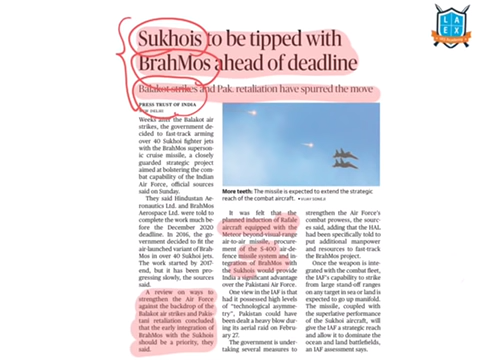 LA
EX
Sukhois to be tipped with
BrahMos ahead of deadline
Balakot strikes and Pak. retaliation have spurred the move
PRESS TRUST OF INDIA
NEW DELHI
Weeks after the Balakot air
strikes, the government de-
cided to fast-track arming
over 40 Sukhoi fighter jets
with the BrahMos superson-
ic cruise missile, a closely
guarded strategic project
aimed at bolstering the com-
bat capability of the Indian
Air Force, official sources
said on Sunday.
They said Hindustan Ae-
ronautics Ltd. and BrahMos
Aerospace Ltd. were told to
complete the work much be-
fore the December 2020
deadline. In 2016, the go-
vernment decided to fit the
air-launched variant of Brah-
Mos in over 40 Sukhoi jets.
The work started by 2017-
end, but it has been pro-
gressing slowly, the sources
said.
A review on ways to
strengthen the Air Force
against the backdrop of the
Balakot air strikes and Pakis-
tani retaliation concluded
that the early integration of
BrahMos with the Sukhois
should be a priority, they
said.
More teeth: The missile is expected to extend the strategic
reach of the combat aircraft.
It was felt that the
planned induction of Rafale
aircraft equipped with the
Meteor beyond-visual-range
air-to-air missile, procure-
ment of the S-400 air-de-
fence missile system and in-
tegration of BrahMos with
the Sukhois would provide
India a significant advantage
over the Pakistani Air Force.
One view in the IAF is that
had it possessed high levels
of "technological asymme-
try", Pakistan could have
been dealt a heavy blow dur-
ing its aerial raid on Febru-
ary 27.
The government is under-
taking several measures to
strengthen the Air Force's
combat prowess, the sourc-
es said, adding that the HAL
had been specifically told to
put additional manpower
and resources to fast-track
the BrahMos project.
Once the weapon is inte-
grated with the combat fleet,
the IAF's capability to strike
from large stand-off ranges
on any target in sea or land is
expected to go up manifold.
The missile, coupled with
the superlative performance
of the Sukhoi aircraft, will
give the IAF a strategic reach
and allow it to dominate the
ocean and land battlefields,
an IAF assessment says.